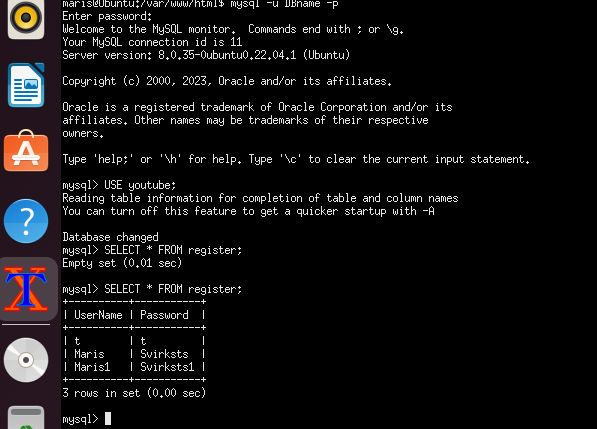 maris@Ubuntu:/var/www/html$ mysql -u DBname -p
Enter password:
Welcome to the MySQL monitor.  Commands end with ; or \g.
Your MySQL connection id is 11
Server version: 8.0.35-0ubuntu0.22.04.1 (Ubuntu)
Copyright (c) 2000, 2023, Oracle and/or its affiliates.
Oracle is a registered trademark of Oracle Corporation and/or its
affiliates. Other names may be trademarks of their respective
owners.
Type 'help;' or '\h' for help. Type '\c' to clear the current input statement.
mysql> USE youtube;
Reading table information for completion of table and column names
You can turn off this feature to get a quicker startup with -A
Database changed
mysql> SELECT * FROM register;
Empty set (0.01 sec)
mysql> SELECT * FROM register;
+----------+-----------+
| UserName | Password  |
+----------+-----------+
| t        | t         |
| Maris    | Svirksts  |
| Maris1   | Svirksts1 |
+----------+-----------+
3 rows in set (0.00 sec)
mysql>